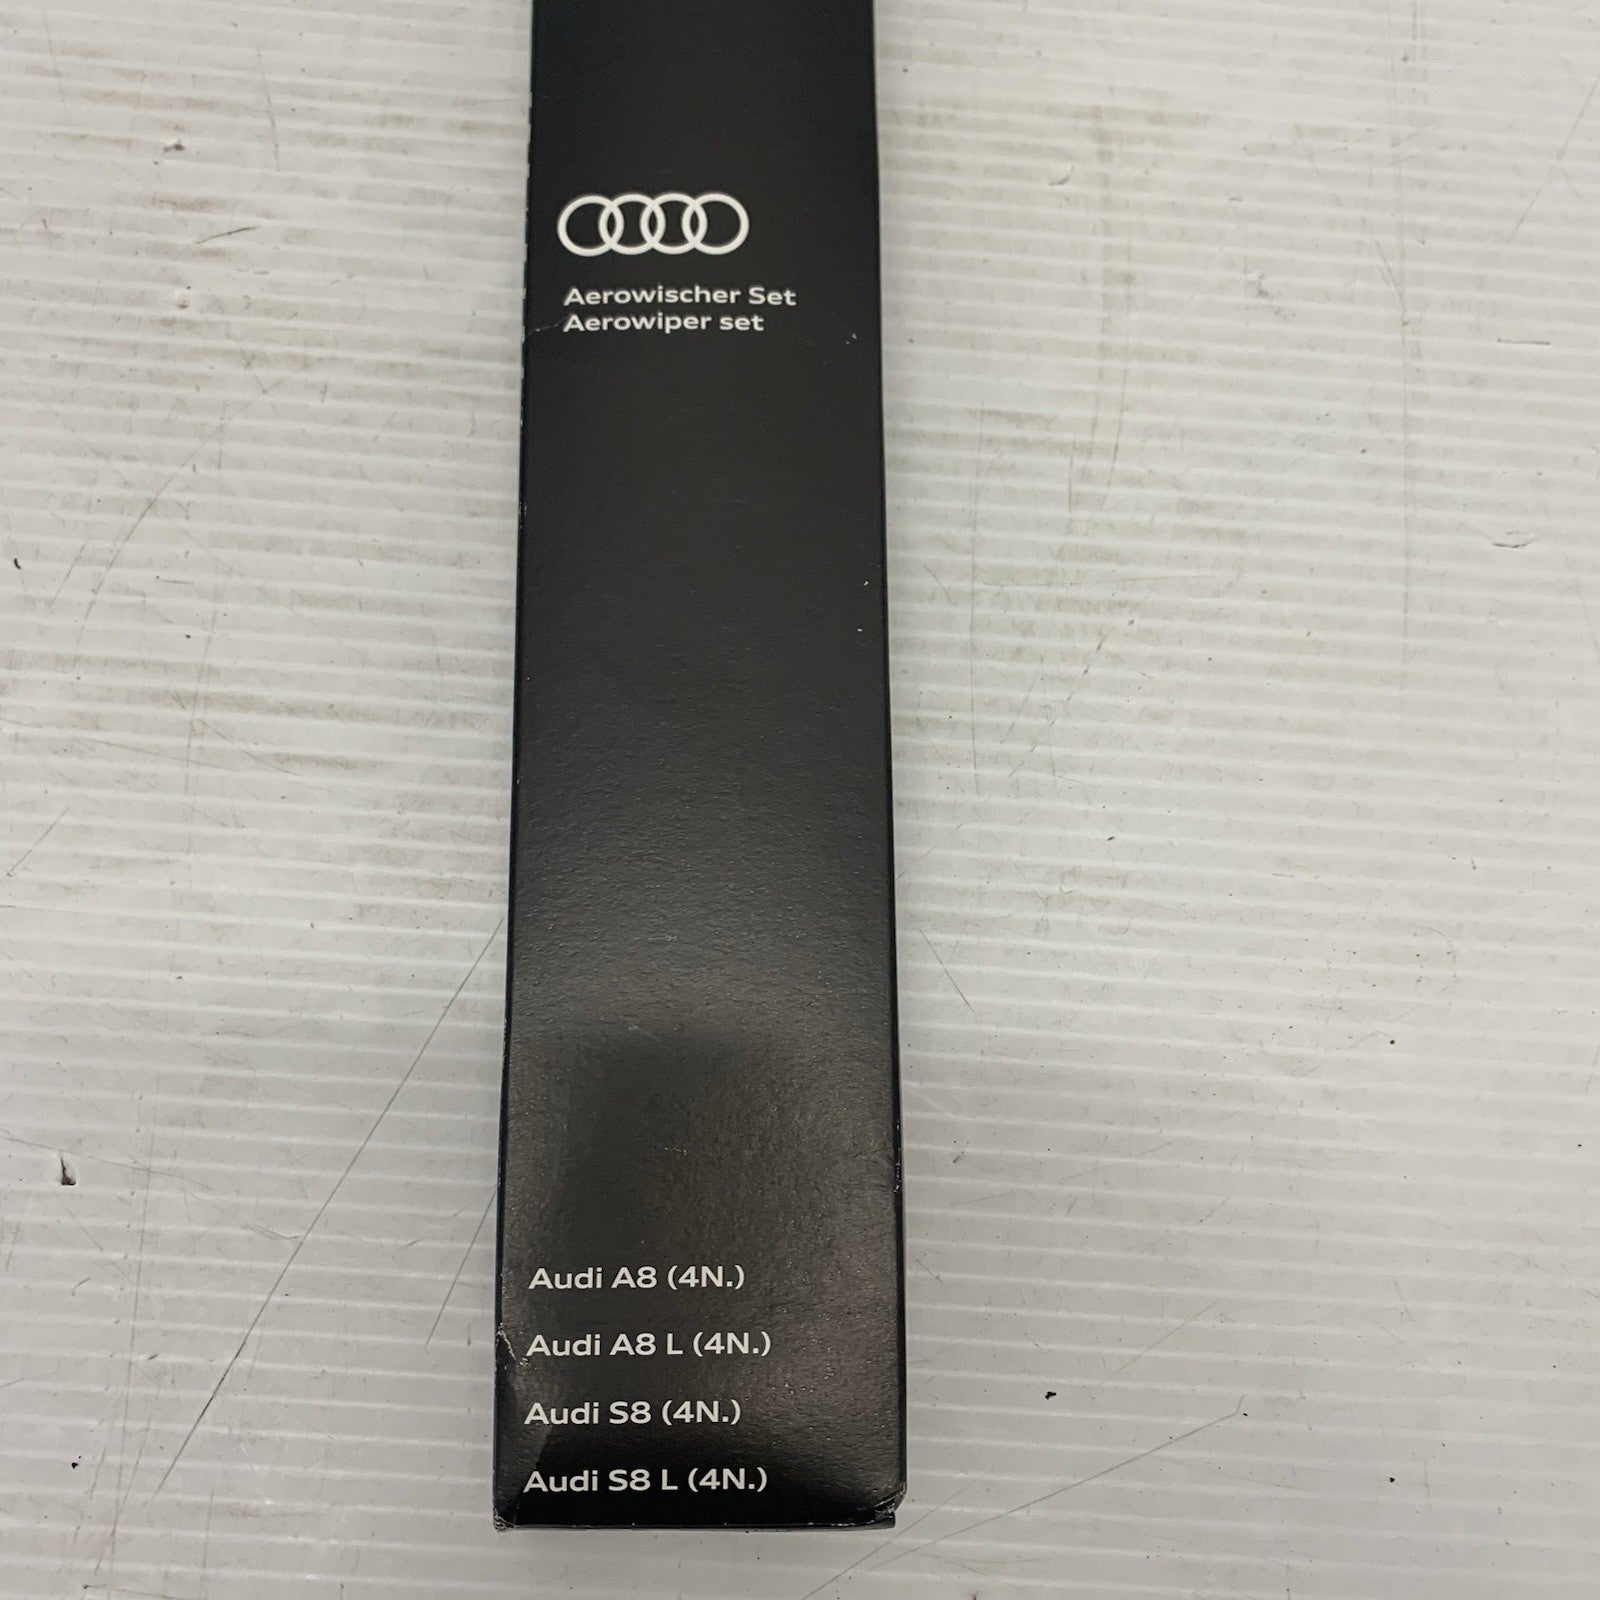 Aerowischer Set
Aerowiper set
Audi A8 (4N.)
Audi A8 L (4N.)
Audi S8 (4N.)
Audi S8 L (4N.)